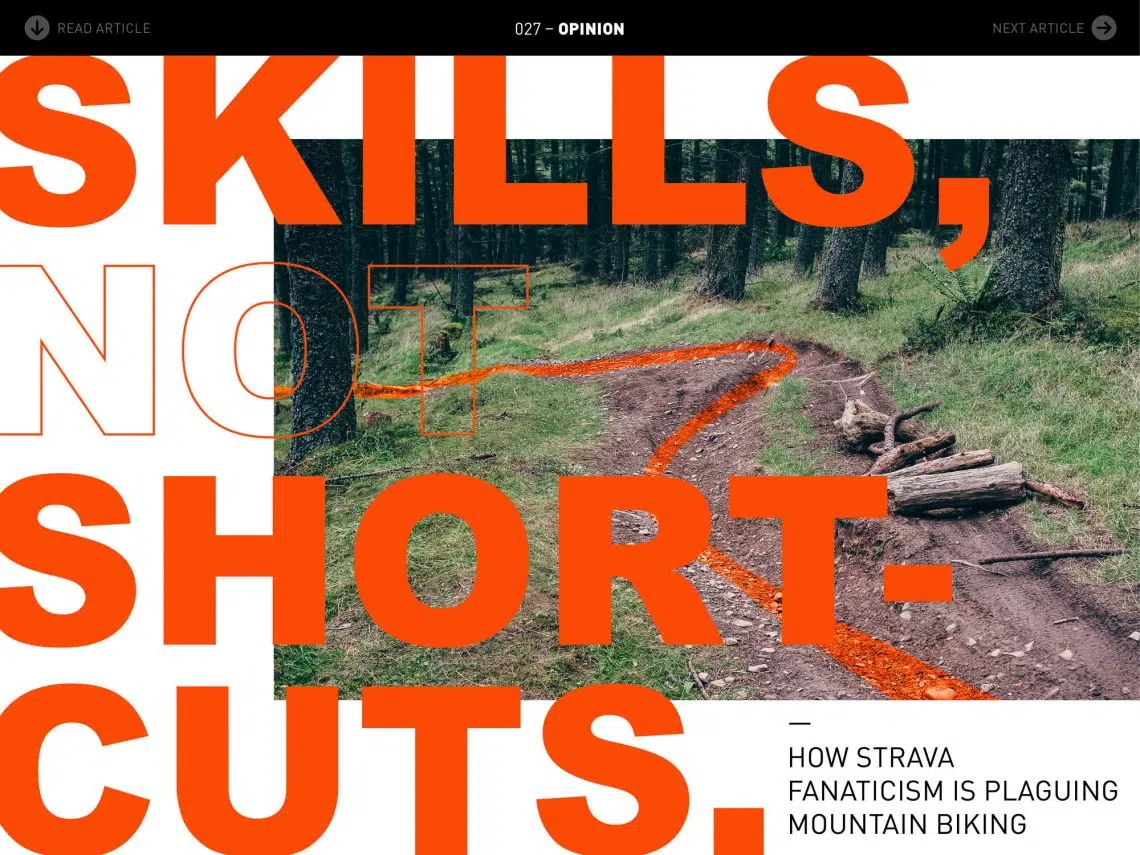 READ ARTICLE
027 – OPINION
NEXT ARTICLE
SKILLS,
NOT
SHORT-
CUTS.
HOW STRAVA
FANATICISM IS PLAGUING
MOUNTAIN BIKING